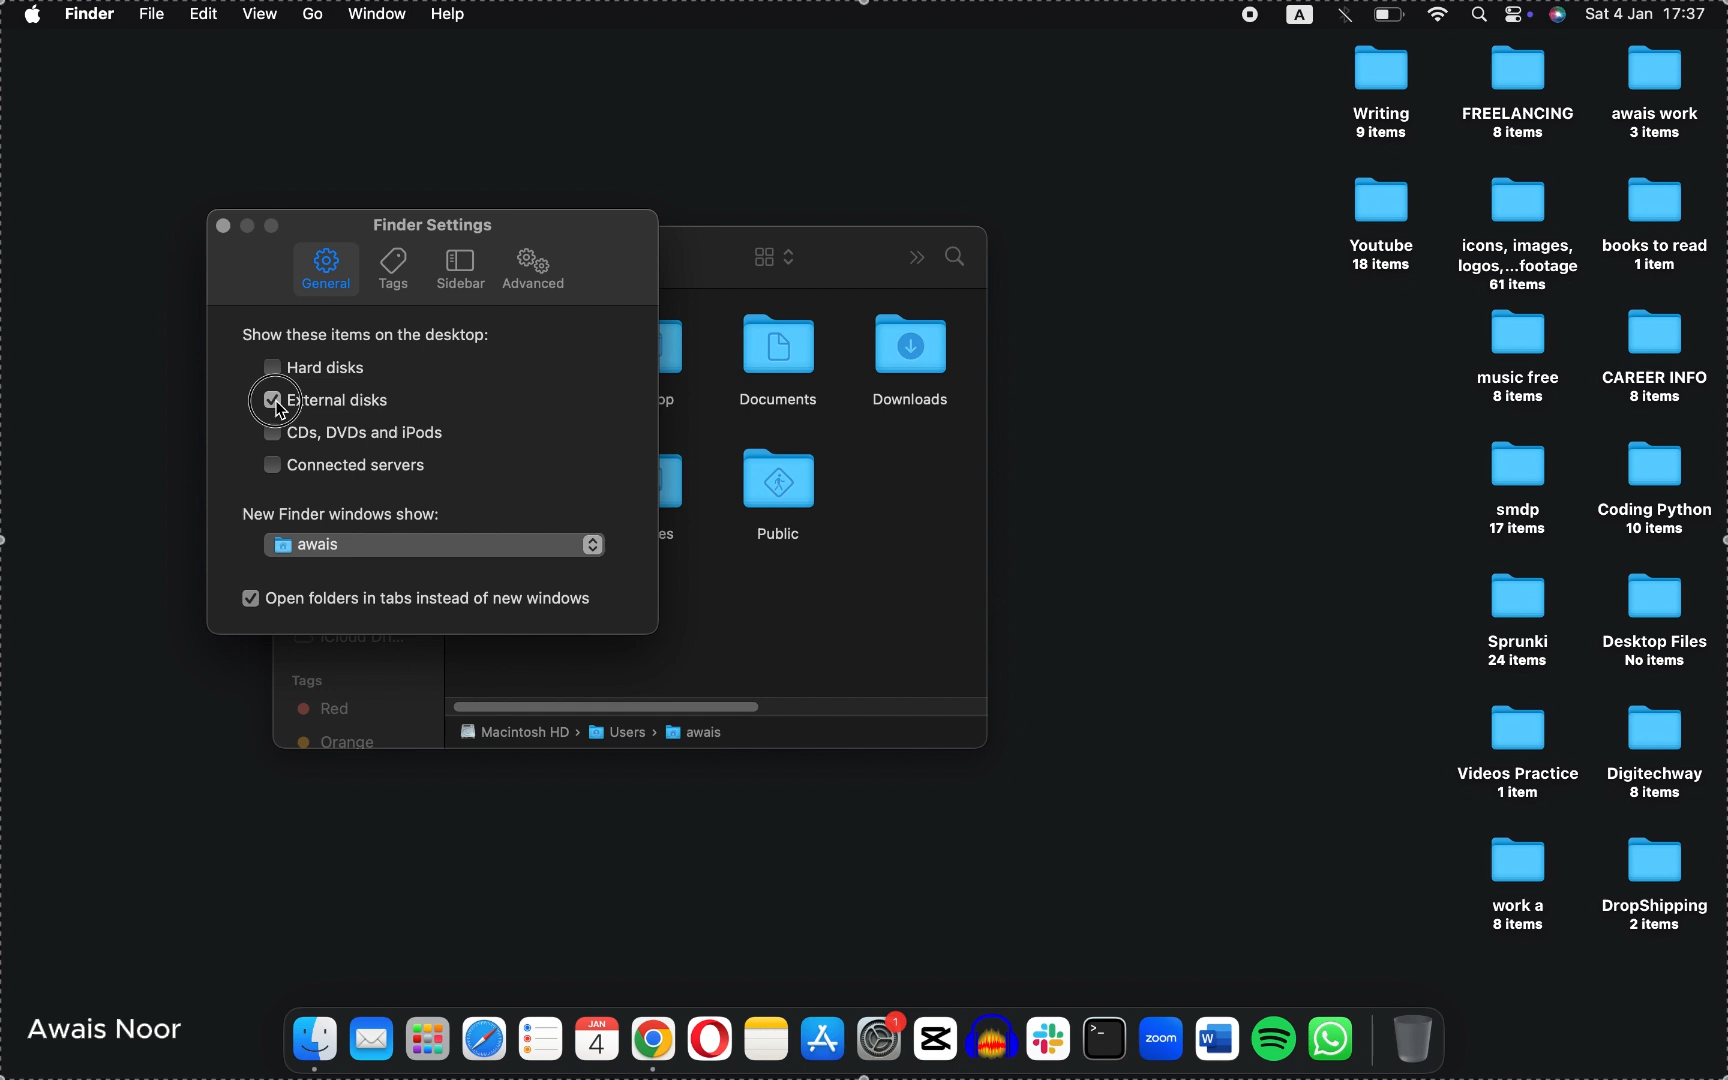 Finder File Edit View Go Window Help
A
Sat 4 Jan 17:37
Writing
9 items
FREELANCING
8 items
awais work
3 items
Youtube
18 items
icons, images,
logos,...footage
61 items
books to read
1 item
music free
8 items
CAREER INFO
8 items
smdp
17 items
Coding Python
10 items
Sprunki
24 items
Desktop Files
No items
Videos Practice
1 item
Digitechway
8 items
work a
8 items
DropShipping
2 items
Finder Settings
General Tags Sidebar Advanced
Show these items on the desktop:
Hard disks
External disks
CDs, DVDs and iPods
Connected servers
New Finder windows show:
awais
Open folders in tabs instead of new windows
op
Documents
Downloads
es
Public
iCloud Dri...
Tags
Red
Orange
Macintosh HD › Users › awais
Awais Noor
JAN
4
1
zoom
W